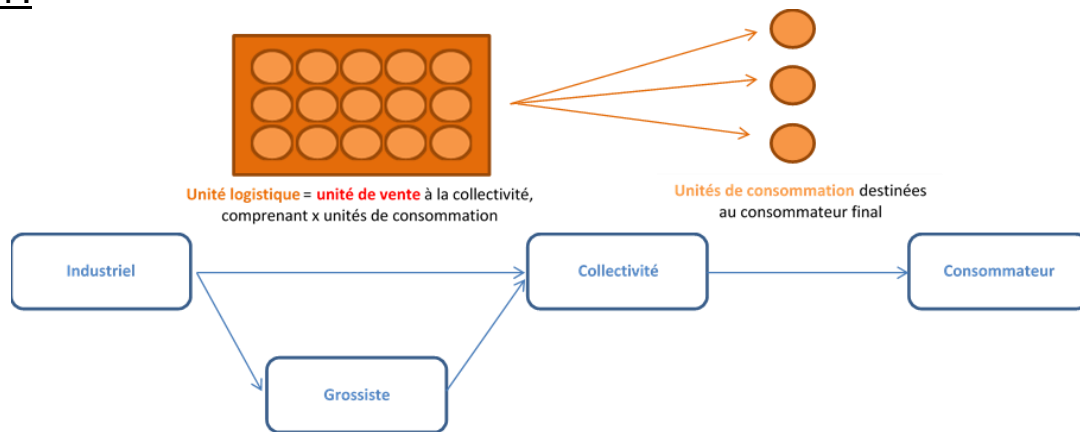 Unité logistique = unité de vente à la collectivité,
comprenant x unités de consommation
Unités de consommation destinées
au consommateur final
Industriel
Collectivité
Consommateur
Grossiste